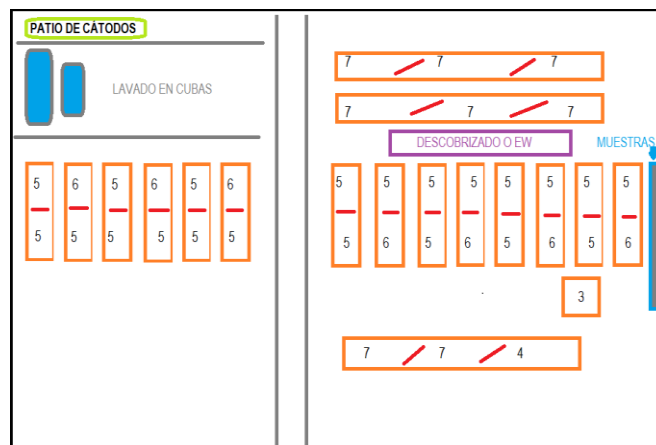 PATIO DE CÁTODOS
LAVADO EN CUBAS
5 6 5 6 5 6
5 5 5 5 5 5
7 7 7
7 7 7
DESCOBRIZADO O EW
MUESTRAS
5 5 5 5 5 5 5 5
5 6 5 6 5 6 5 6
3
7 7 4